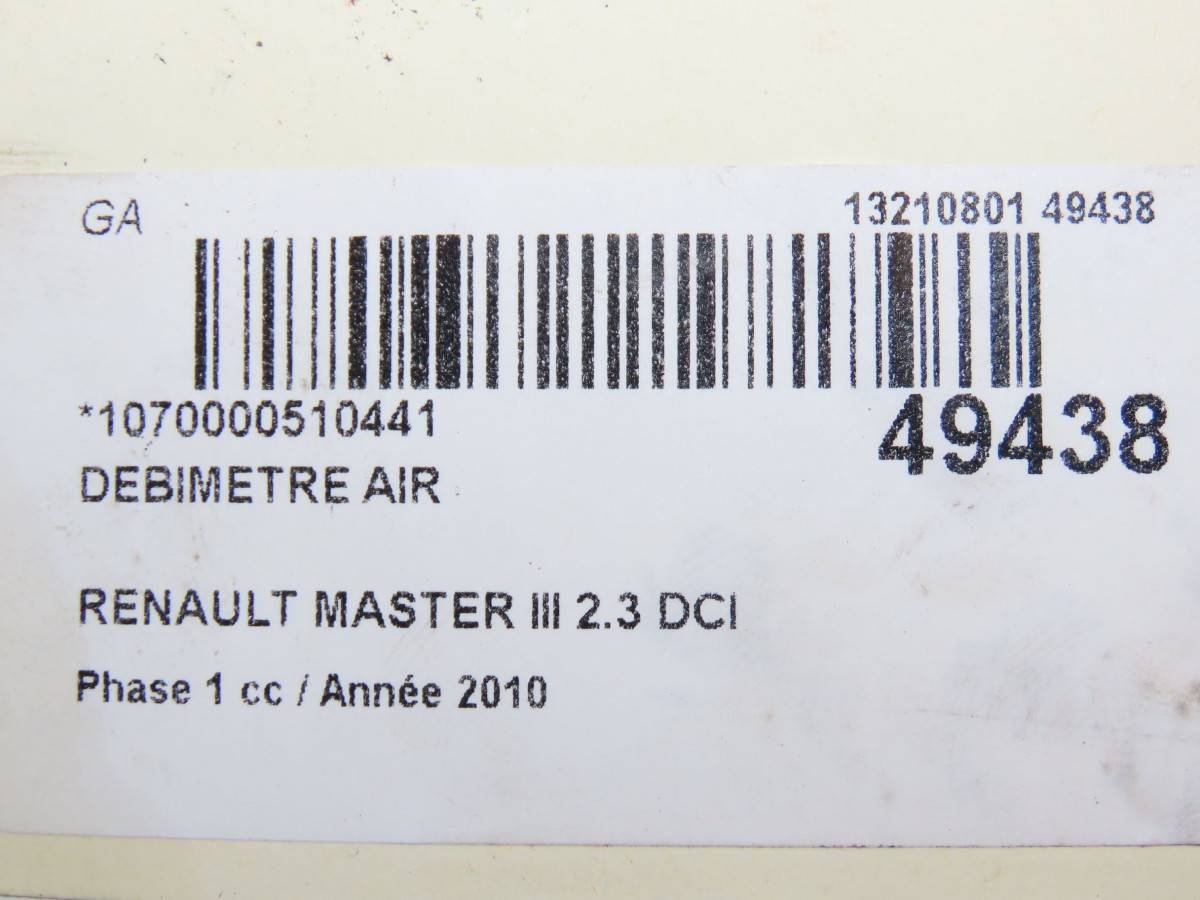 GA
13210801 49438
*1070000510441
49438
DEBIMETRE AIR
RENAULT MASTER III 2.3 DCI
Phase 1 cc / Année 2010